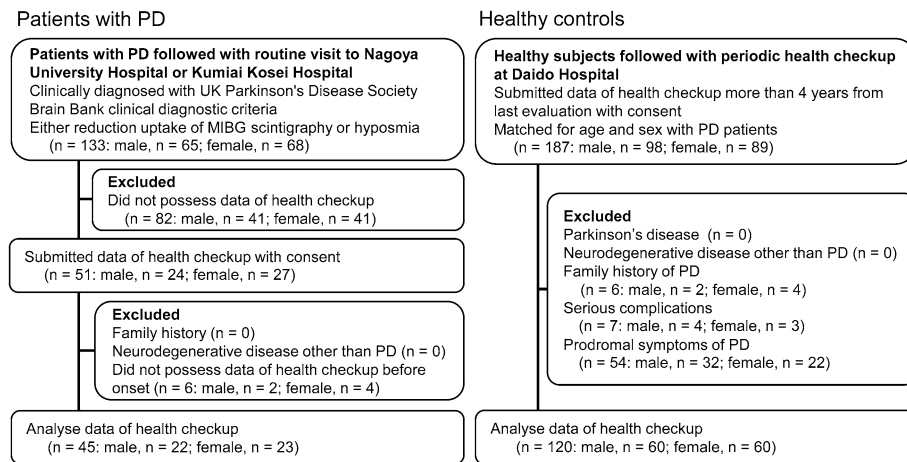 Patients with PD
Patients with PD followed with routine visit to Nagoya
University Hospital or Kumiai Kosei Hospital
Clinically diagnosed with UK Parkinson's Disease Society
Brain Bank clinical diagnostic criteria
Either reduction uptake of MIBG scintigraphy or hyposmia
(n = 133: male, n = 65; female, n = 68)
Excluded
Did not possess data of health checkup
(n = 82: male, n = 41; female, n = 41)
Submitted data of health checkup with consent
(n = 51: male, n = 24; female, n = 27)
Excluded
Family history (n = 0)
Neurodegenerative disease other than PD (n = 0)
Did not possess data of health checkup before
onset (n = 6: male, n = 2; female, n = 4)
Analyse data of health checkup
(n = 45: male, n = 22; female, n = 23)
Healthy controls
Healthy subjects followed with periodic health checkup
at Daido Hospital
Submitted data of health checkup more than 4 years from
last evaluation with consent
Matched for age and sex with PD patients
(n = 187: male, n = 98; female, n = 89)
Excluded
Parkinson's disease (n = 0)
Neurodegenerative disease other than PD (n = 0)
Family history of PD
(n = 6: male, n = 2; female, n = 4)
Serious complications
(n = 7: male, n = 4; female, n = 3)
Prodromal symptoms of PD
(n = 54: male, n = 32; female, n = 22)
Analyse data of health checkup
(n = 120: male, n = 60; female, n = 60)